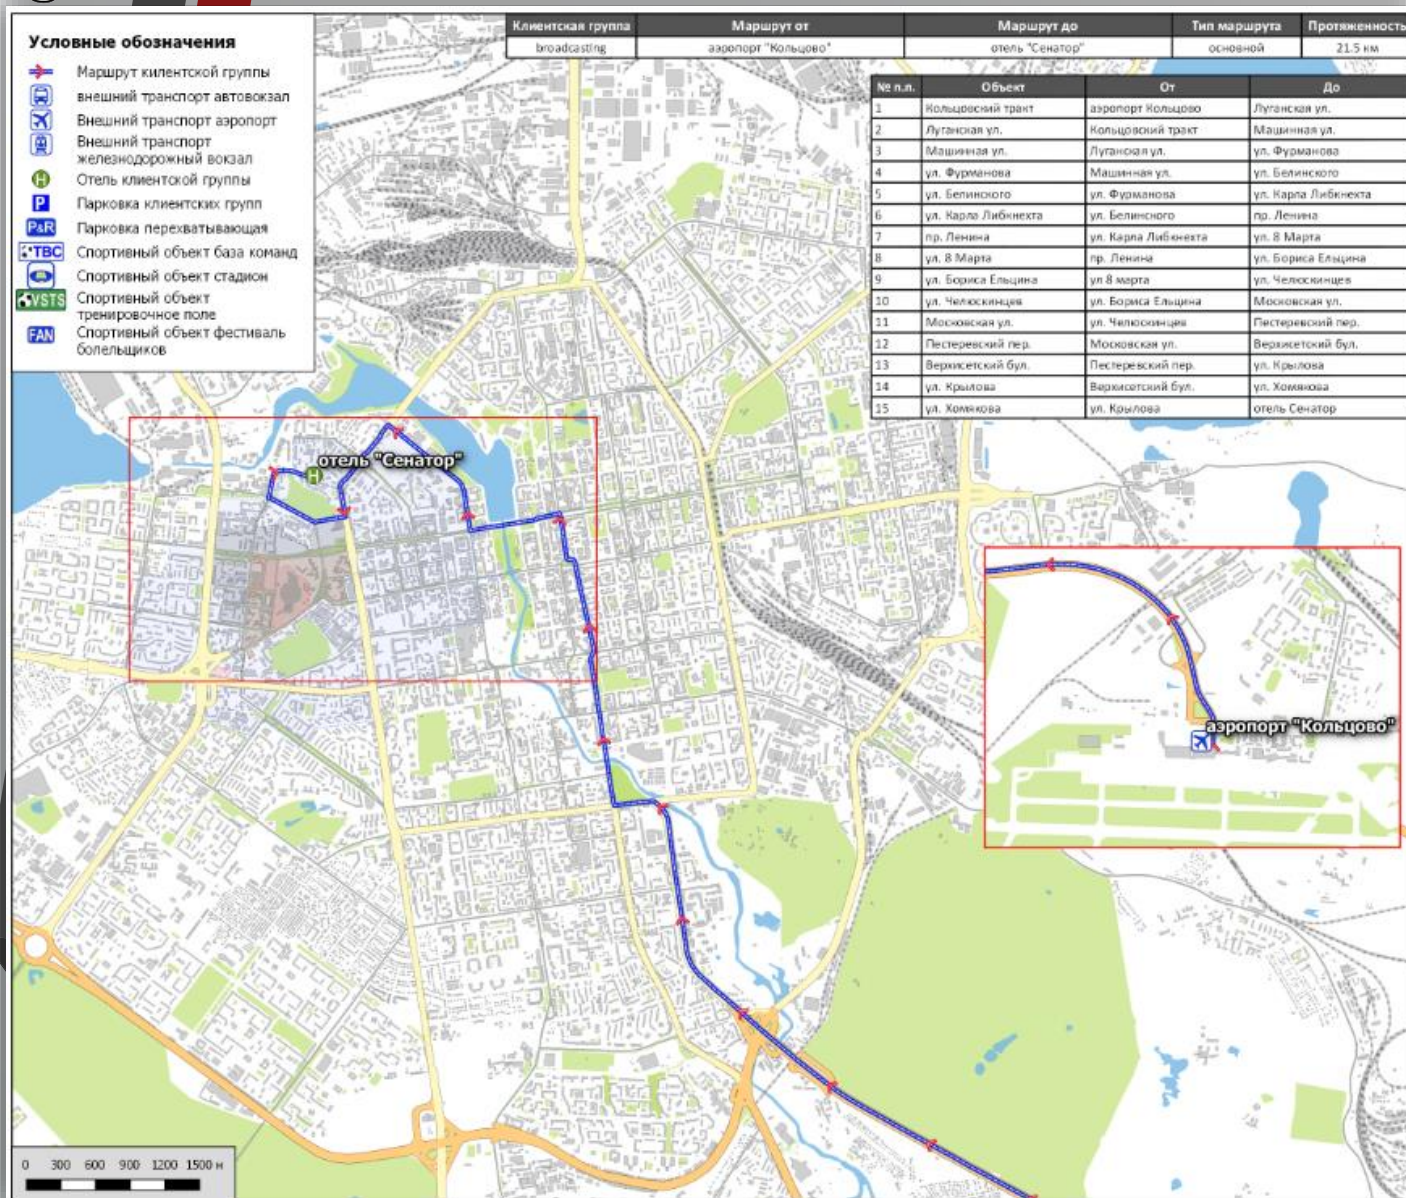 Условные обозначения
Маршрут килентской группы
внешний транспорт автовокзал
Внешний транспорт аэропорт
Внешний транспорт
железнодорожный вокзал
Отель клиентской группы
P Парковка клиентских групп
P&R Парковка перехватывающая
TBC Спортивный объект база команд
Спортивный объект стадион
VSTS Спортивный объект
тренировочное поле
FAN Спортивный объект фестиваль
болельщиков
Клиентская группа Маршрут от Маршрут до Тип маршрута Протяженность
broadcasting аэропорт "Кольцово" отель "Сенатор" основной 21.5 км
№ п.п. Объект От До
1 Кольцовский тракт аэропорт Кольцово Луганская ул.
2 Луганская ул. Кольцовский тракт Машинная ул.
3 Машинная ул. Луганская ул. ул. Фурманова
4 ул. Фурманова Машинная ул. ул. Белинского
5 ул. Белинского ул. Фурманова ул. Карла Либкнехта
6 ул. Карла Либкнехта ул. Белинского пр. Ленина
7 пр. Ленина ул. Карла Либкнехта ул. 8 Марта
8 ул. 8 Марта пр. Ленина ул. Бориса Ельцина
9 ул. Бориса Ельцина ул 8 марта ул. Челюскинцев
10 ул. Челюскинцев ул. Бориса Ельцина Московская ул.
11 Московская ул. ул. Челюскинцев Пестеревский пер.
12 Пестеревский пер. Московская ул. Верхисетский бул.
13 Верхисетский бул. Пестеревский пер. ул. Крылова
14 ул. Крылова Верхисетский бул. ул. Хомякова
15 ул. Хомякова ул. Крылова отель Сенатор
отель "Сенатор"
H
аэропорт "Кольцово"
0 300 600 900 1200 1500 м